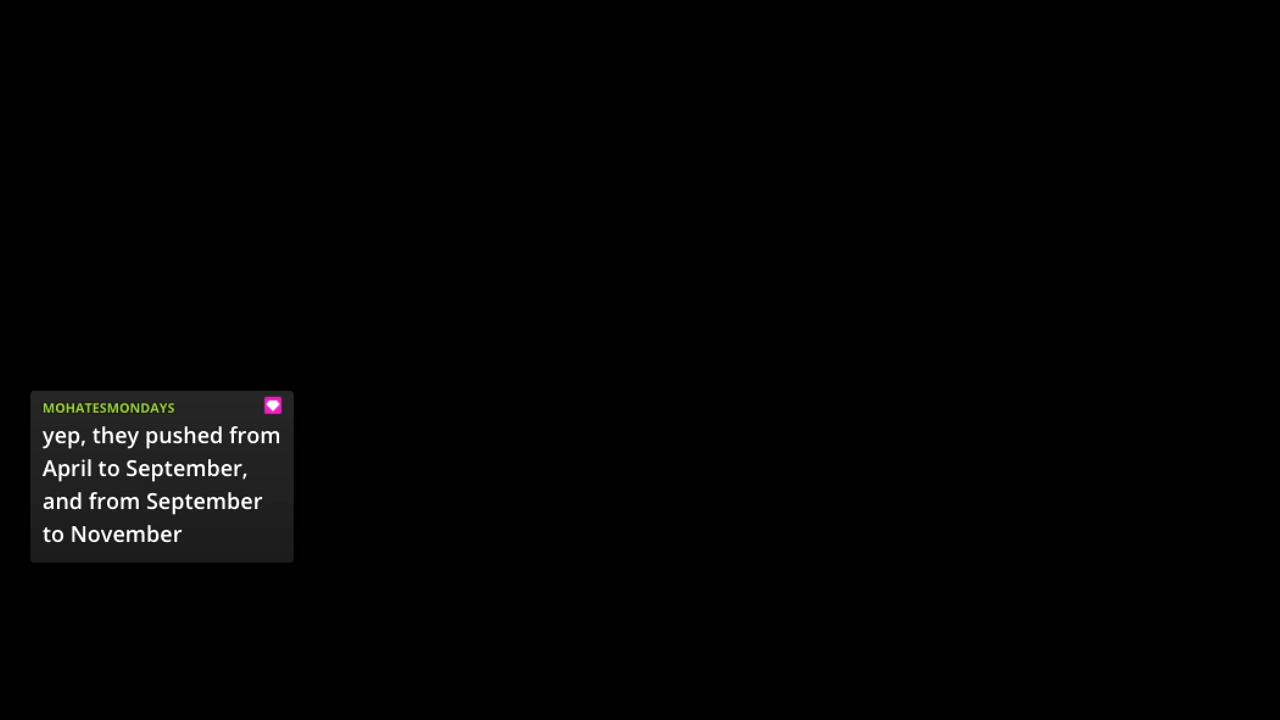 MOHATESMONDAYS
yep, they pushed from
April to September,
and from September
to November